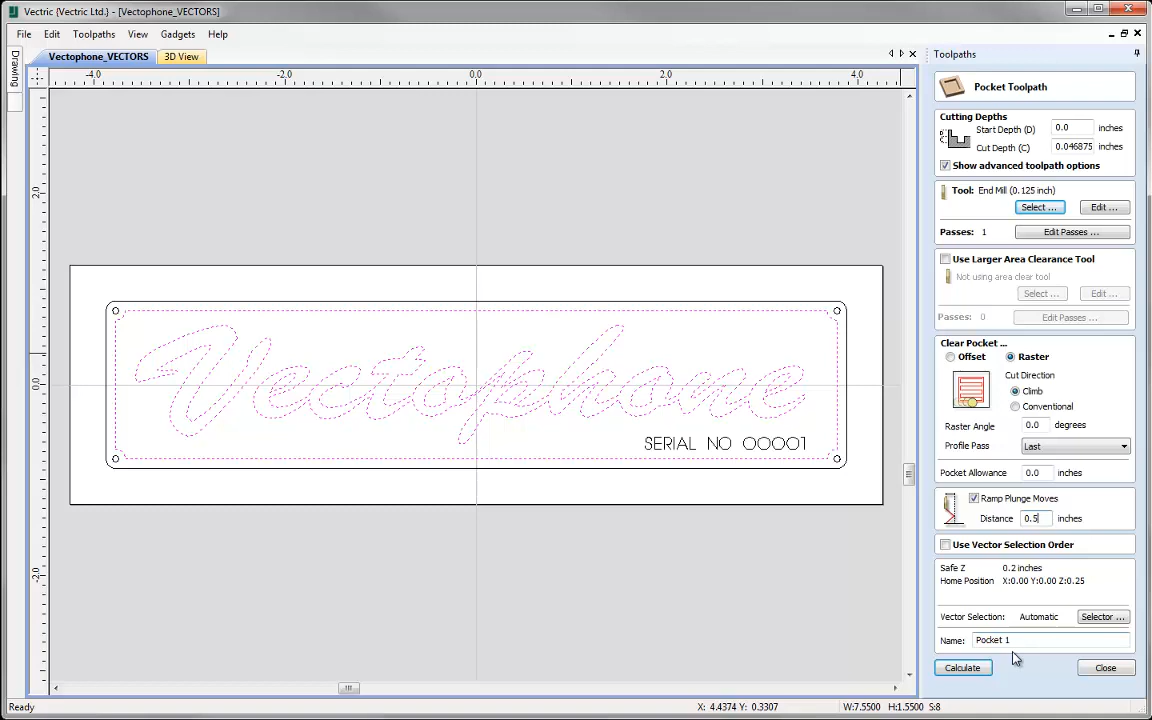 Vectric {Vectric Ltd.} - [Vectophone_VECTORS]
File Edit Toolpaths View Gadgets Help
Vectophone_VECTORS 3D View
Drawing
-4.0 -2.0 0.0 2.0 4.0
2.0
0.0
-2.0
Vectophone
SERIAL NO 00001
Toolpaths
Pocket Toolpath
Cutting Depths
Start Depth (D) 0.0 inches
Cut Depth (C) 0.046875 inches
Show advanced toolpath options
Tool: End Mill (0.125 inch)
Select ... Edit ...
Passes: 1 Edit Passes ...
Use Larger Area Clearance Tool
Not using area clear tool
Select ... Edit ...
Passes: 0 Edit Passes ...
Clear Pocket ...
Offset Raster
Cut Direction
Climb
Conventional
Raster Angle 0.0 degrees
Profile Pass Last
Pocket Allowance 0.0 inches
Ramp Plunge Moves
Distance 0.5 inches
Use Vector Selection Order
Safe Z 0.2 inches
Home Position X:0.00 Y:0.00 Z:0.25
Vector Selection: Automatic Selector ...
Name: Pocket 1
Calculate Close
Ready X: 4.4374 Y: 0.3307 W:7.5500 H:1.5500 S:8